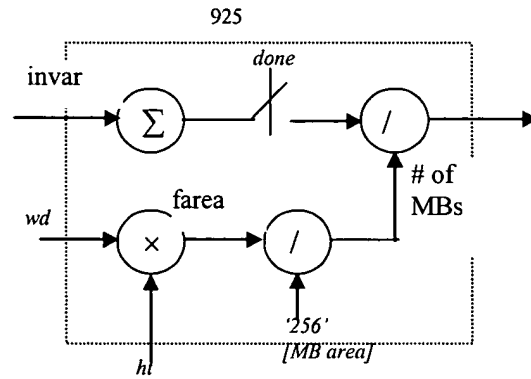 925
done
invar
Σ
/
# of
MBs
farea
wd
×
/
'256'
[MB area]
ht